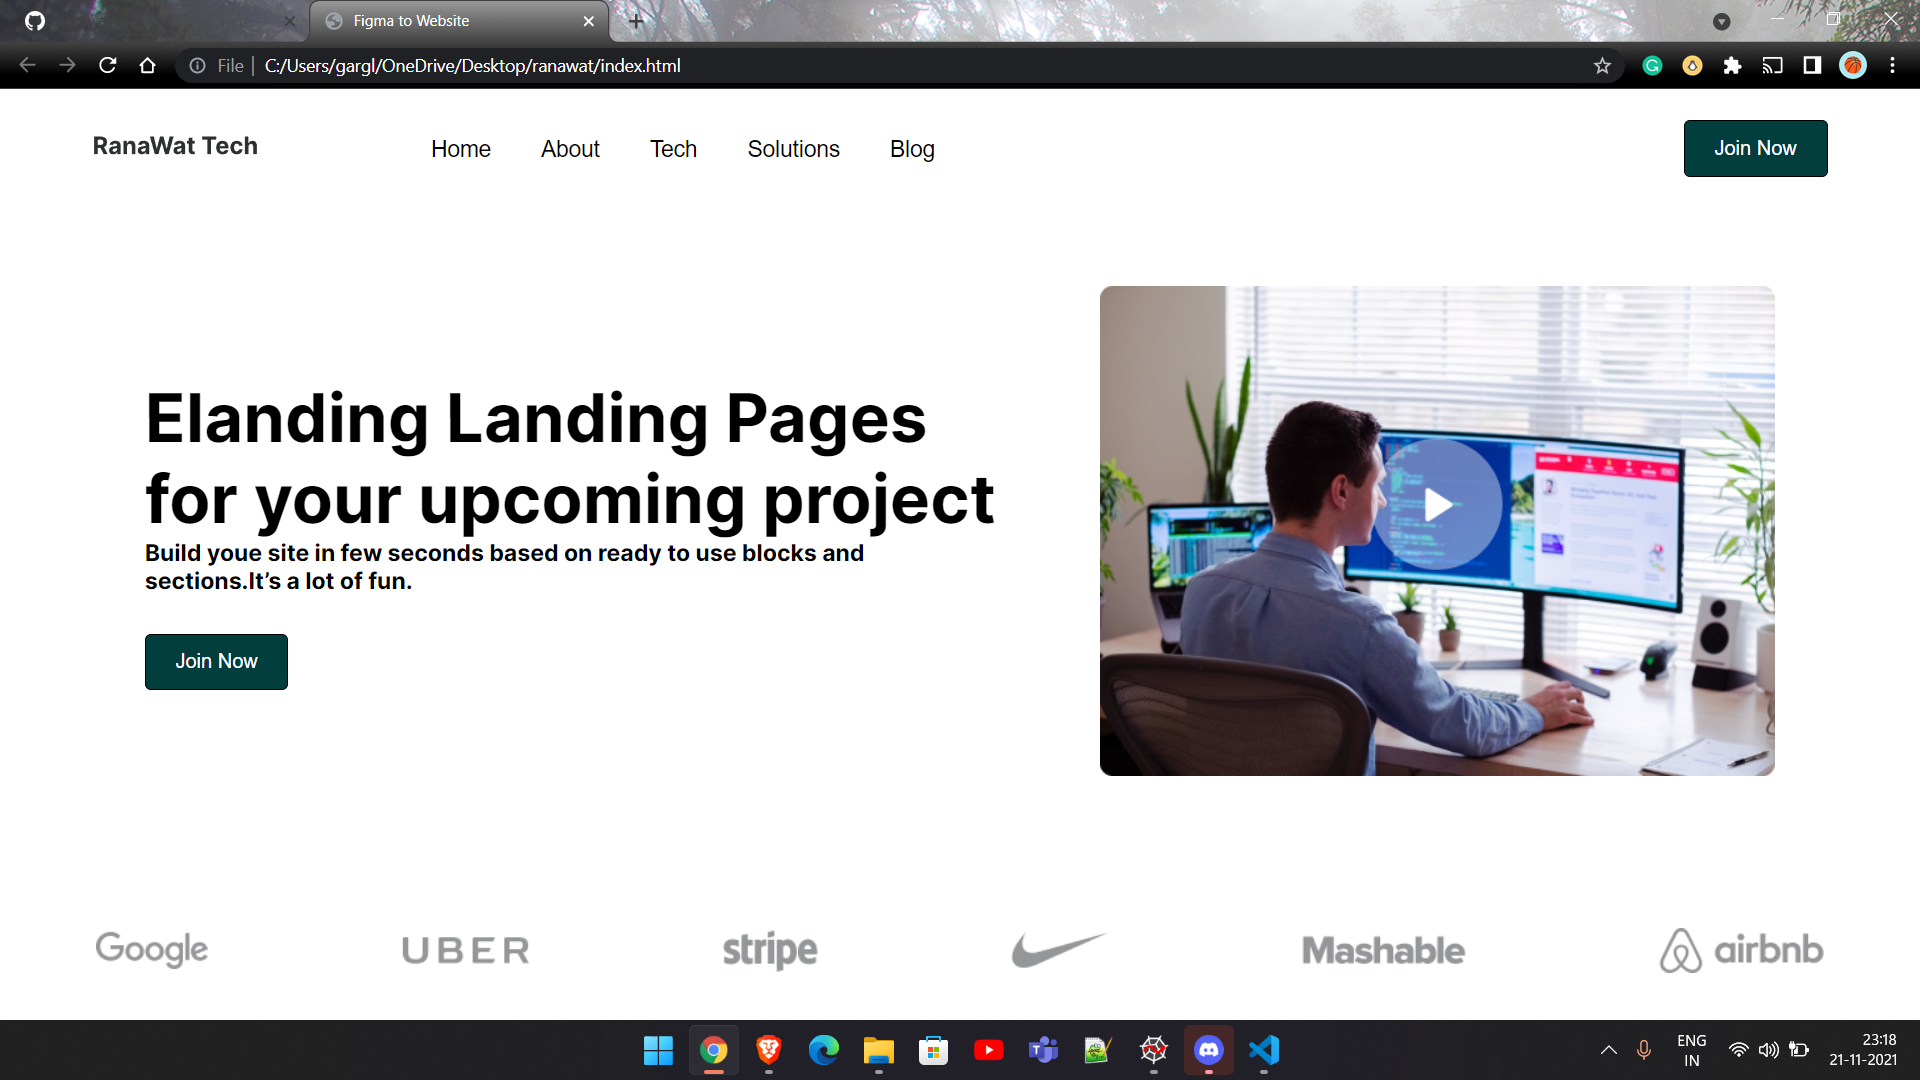 Figma to Website
File
C:/Users/gargl/OneDrive/Desktop/ranawat/index.html
RanaWat Tech
Home
About
Tech
Solutions
Blog
Join Now
Elanding Landing Pages
for your upcoming project
Build youe site in few seconds based on ready to use blocks and
sections.It’s a lot of fun.
Join Now
Google
UBER
stripe
Mashable
airbnb
ENG
IN
23:18
21-11-2021